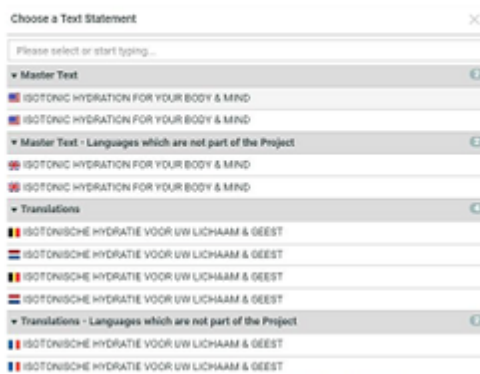 Choose a Text Statement
Please select or start typing...
Master Text
ISOTONIC HYDRATION FOR YOUR BODY & MIND
ISOTONIC HYDRATION FOR YOUR BODY & MIND
Master Text - Languages which are not part of the Project
ISOTONIC HYDRATION FOR YOUR BODY & MIND
ISOTONIC HYDRATION FOR YOUR BODY & MIND
Translations
ISOTONISCHE HYDRATIE VOOR UW LICHAAM & GEEST
ISOTONISCHE HYDRATIE VOOR UW LICHAAM & GEEST
ISOTONISCHE HYDRATIE VOOR UW LICHAAM & GEEST
ISOTONISCHE HYDRATIE VOOR UW LICHAAM & GEEST
Translations - Languages which are not part of the Project
ISOTONISCHE HYDRATIE VOOR UW LICHAAM & GEEST
ISOTONISCHE HYDRATIE VOOR UW LICHAAM & GEEST